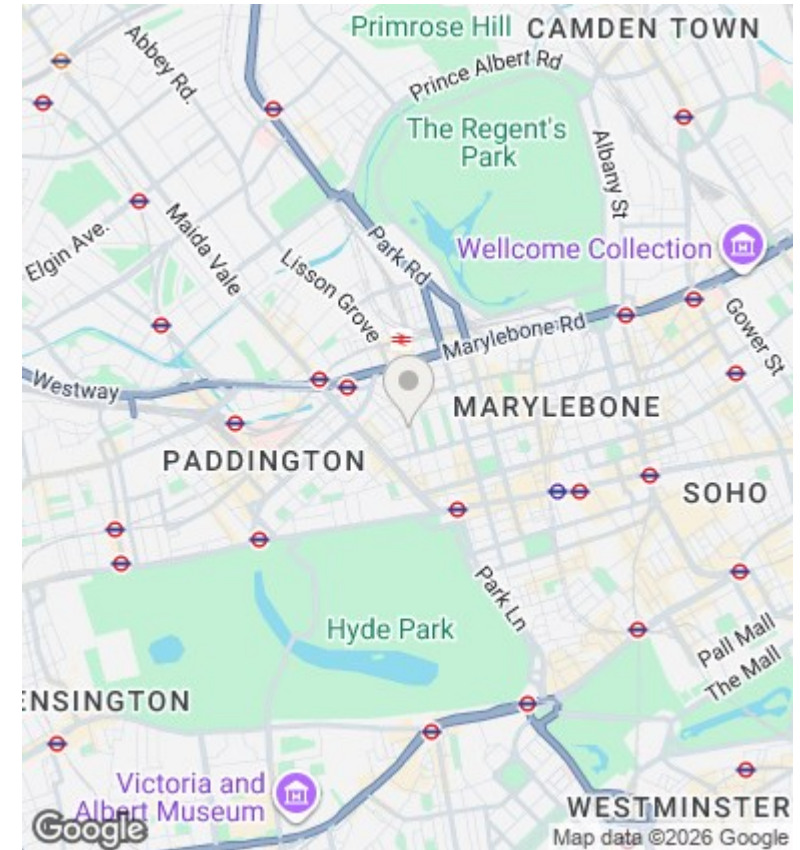 Primrose Hill
CAMDEN TOWN
Abbey Rd.
Prince Albert Rd
The Regent's
Park
Albany St
Elgin Ave.
Maida Vale
Park Rd
Wellcome Collection
Lisson Grove
Gower St
Marylebone Rd
Westway
MARYLEBONE
PADDINGTON
SOHO
Park Ln
Hyde Park
Pall Mall
The Mall
ENSINGTON
Victoria and
Albert Museum
WESTMINSTER
Google
Map data ©2026 Google